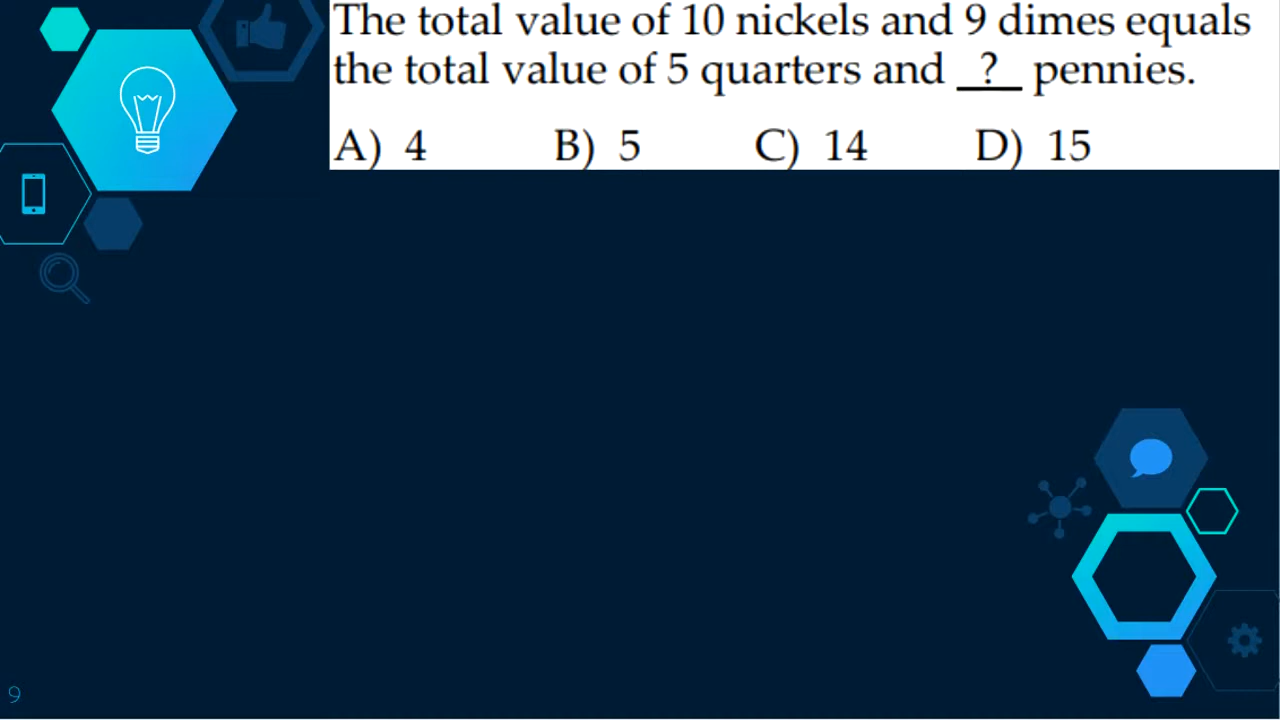 The total value of 10 nickels and 9 dimes equals
the total value of 5 quarters and ? pennies.
A) 4 B) 5 C) 14 D) 15
9